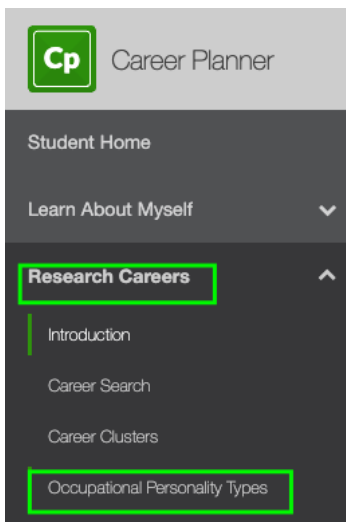 Cp Career Planner
Student Home
Learn About Myself
Research Careers
Introduction
Career Search
Career Clusters
Occupational Personality Types